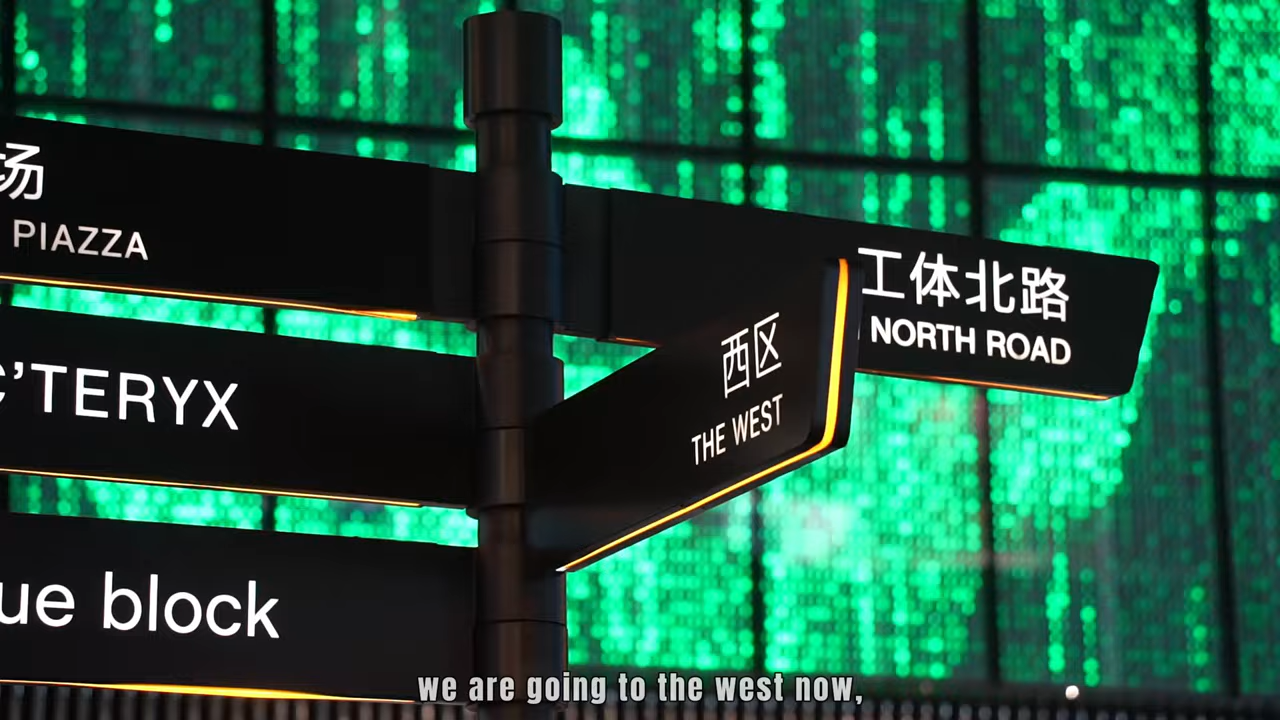 场
PIAZZA
C'TERYX
ue block
工体北路
NORTH ROAD
西区
THE WEST
we are going to the west now,